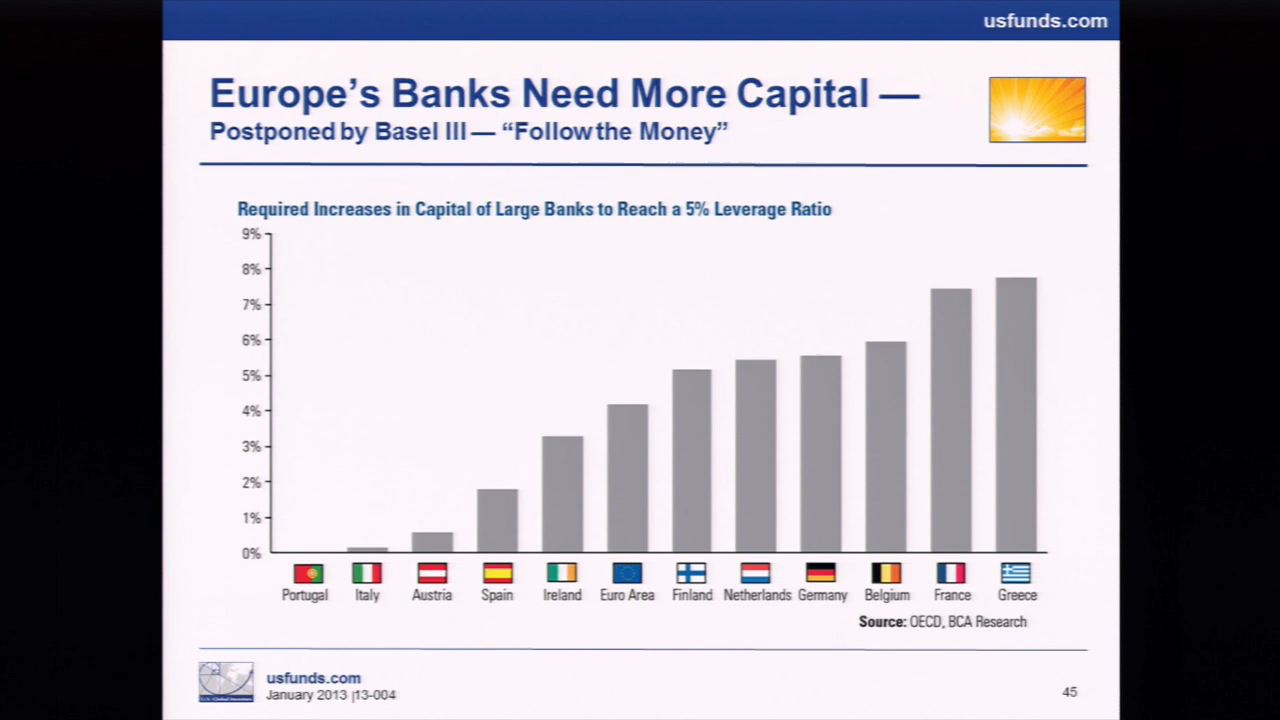 usfunds.com
Europe's Banks Need More Capital —
Postponed by Basel III — “Follow the Money”
Required Increases in Capital of Large Banks to Reach a 5% Leverage Ratio
9%
8%
7%
6%
5%
4%
3%
2%
1%
0%
Portugal Italy Austria Spain Ireland Euro Area Finland Netherlands Germany Belgium France Greece
Source: OECD, BCA Research
usfunds.com
January 2013 |13-004
45
U.S. Global Investors